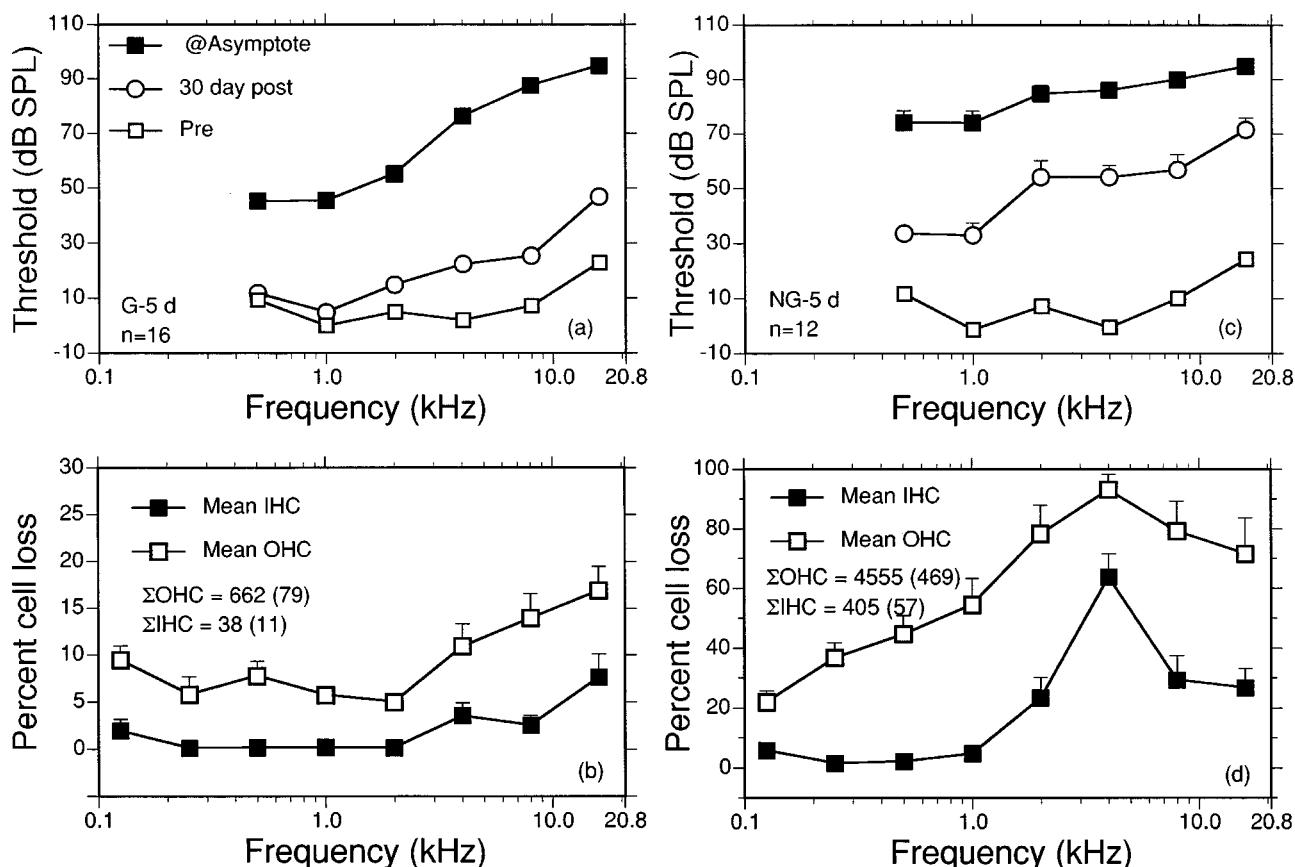 110
90
70
50
30
10
-10
Threshold (dB SPL)
@Asymptote
30 day post
Pre
G-5 d
n=16
(a)
0.1
1.0
10.0
20.8
Frequency (kHz)
110
90
70
50
30
10
-10
Threshold (dB SPL)
NG-5 d
n=12
(c)
0.1
1.0
10.0
20.8
Frequency (kHz)
30
25
20
15
10
5
0
Percent cell loss
Mean IHC
Mean OHC
ΣOHC = 662 (79)
ΣIHC = 38 (11)
(b)
0.1
1.0
10.0
20.8
Frequency (kHz)
100
80
60
40
20
0
Percent cell loss
Mean IHC
Mean OHC
ΣOHC = 4555 (469)
ΣIHC = 405 (57)
(d)
0.1
1.0
10.0
20.8
Frequency (kHz)